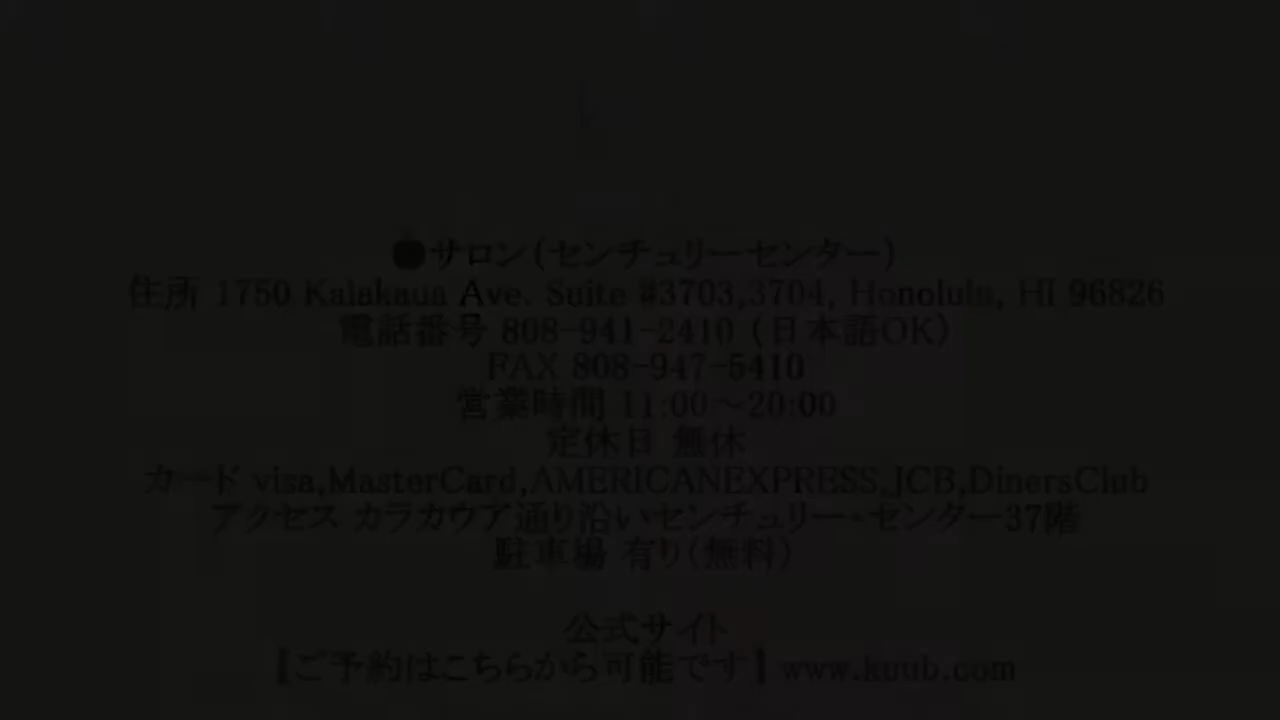 ●サロン(センチュリーセンター)
住所 1750 Kalakaua Ave. Suite #3703,3704, Honolulu, HI 96826
電話番号 808-941-2410 (日本語OK)
FAX 808-947-5410
営業時間 11:00～20:00
定休日 無休
カード visa,MasterCard,AMERICANEXPRESS,JCB,DinersClub
アクセス カラカウア通り沿いセンチュリー・センター37階
駐車場 有り(無料)
公式サイト
【ご予約はこちらから可能です】www.kuub.com